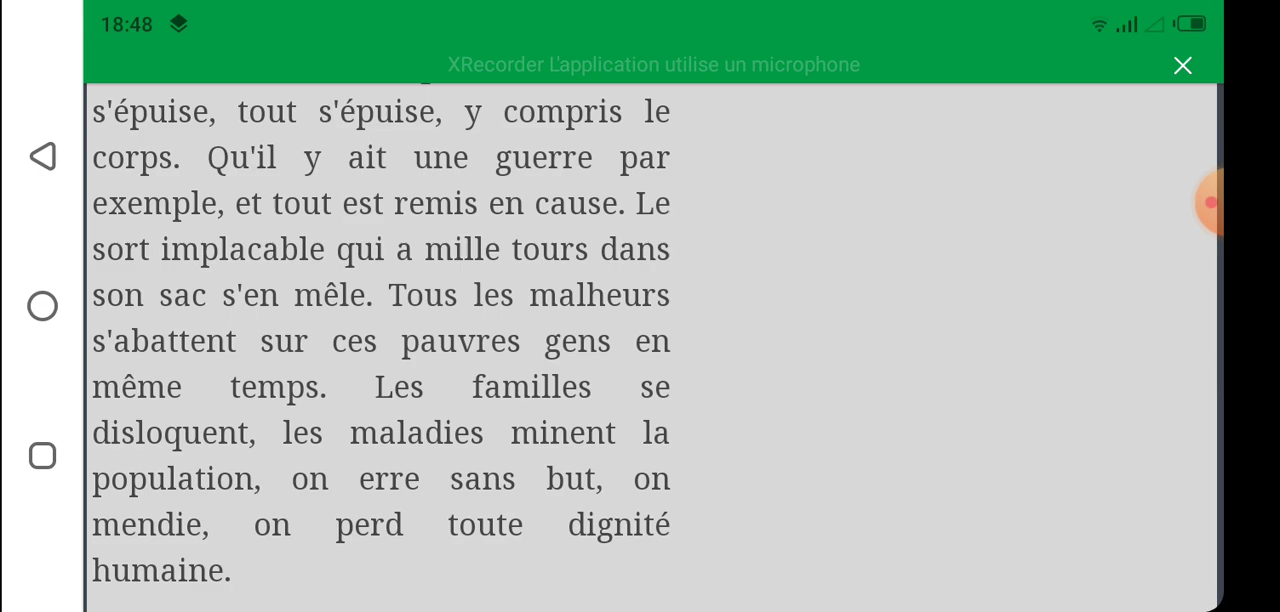 18:48
XRecorder L'application utilise un microphone
s'épuise, tout s'épuise, y compris le
corps. Qu'il y ait une guerre par
exemple, et tout est remis en cause. Le
sort implacable qui a mille tours dans
son sac s'en mêle. Tous les malheurs
s'abattent sur ces pauvres gens en
même temps. Les familles se
disloquent, les maladies minent la
population, on erre sans but, on
mendie, on perd toute dignité
humaine.